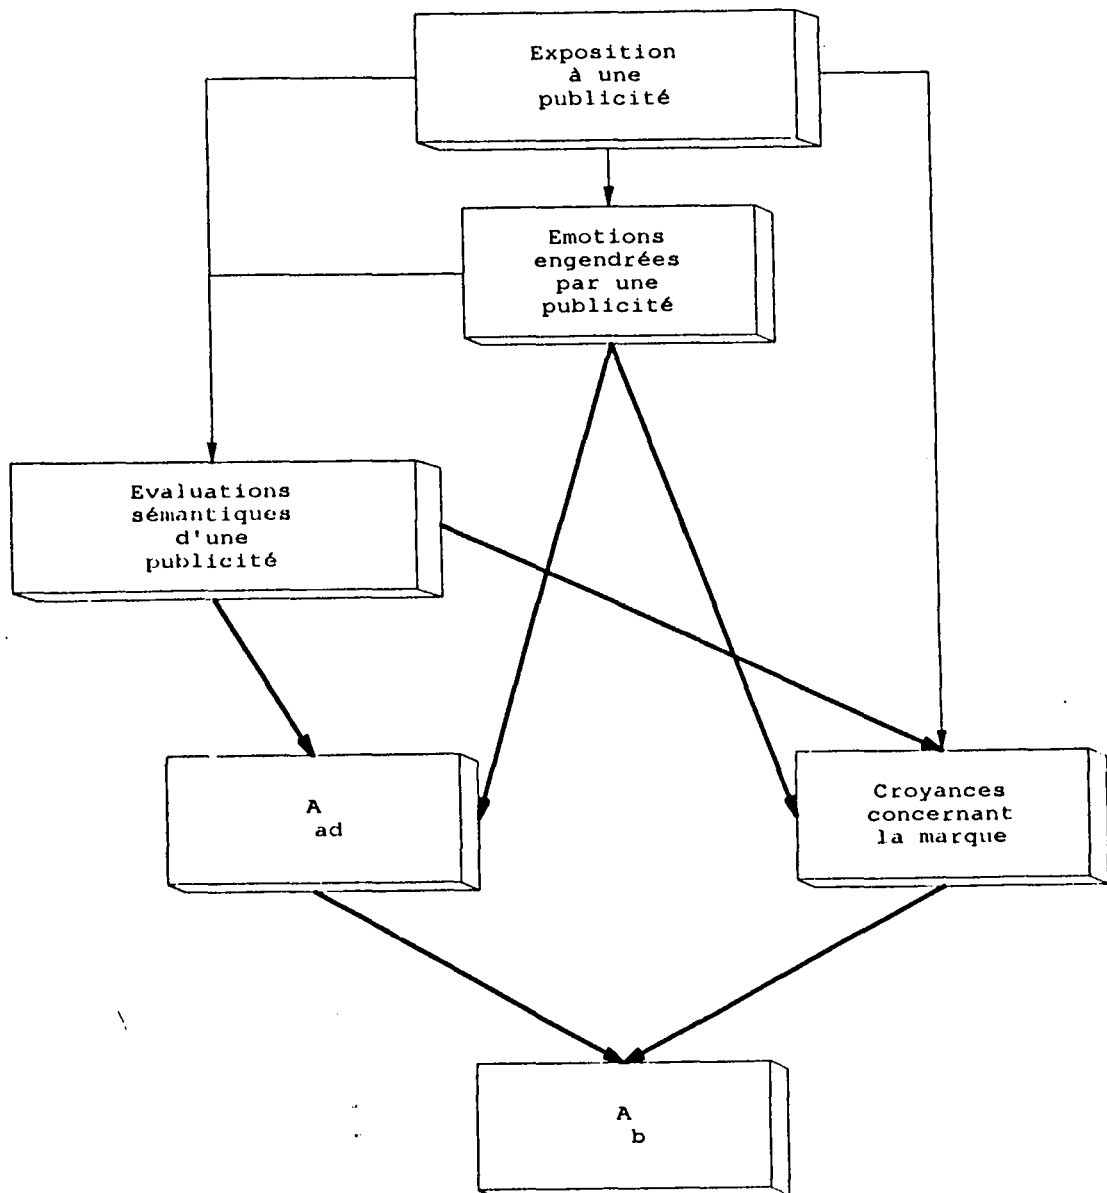 Exposition
à une
publicité
Emotions
engendrées
par une
publicité
Evaluations
sémantiques
d'une
publicité
A
ad
Croyances
concernant
la marque
A
b